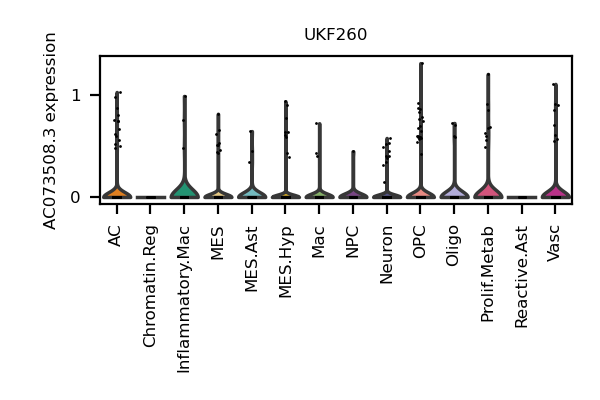 UKF260
AC073508.3 expression
1
0
AC
Chromatin.Reg
Inflammatory.Mac
MES
MES.Ast
MES.Hyp
Mac
NPC
Neuron
OPC
Oligo
Prolif.Metab
Reactive.Ast
Vasc